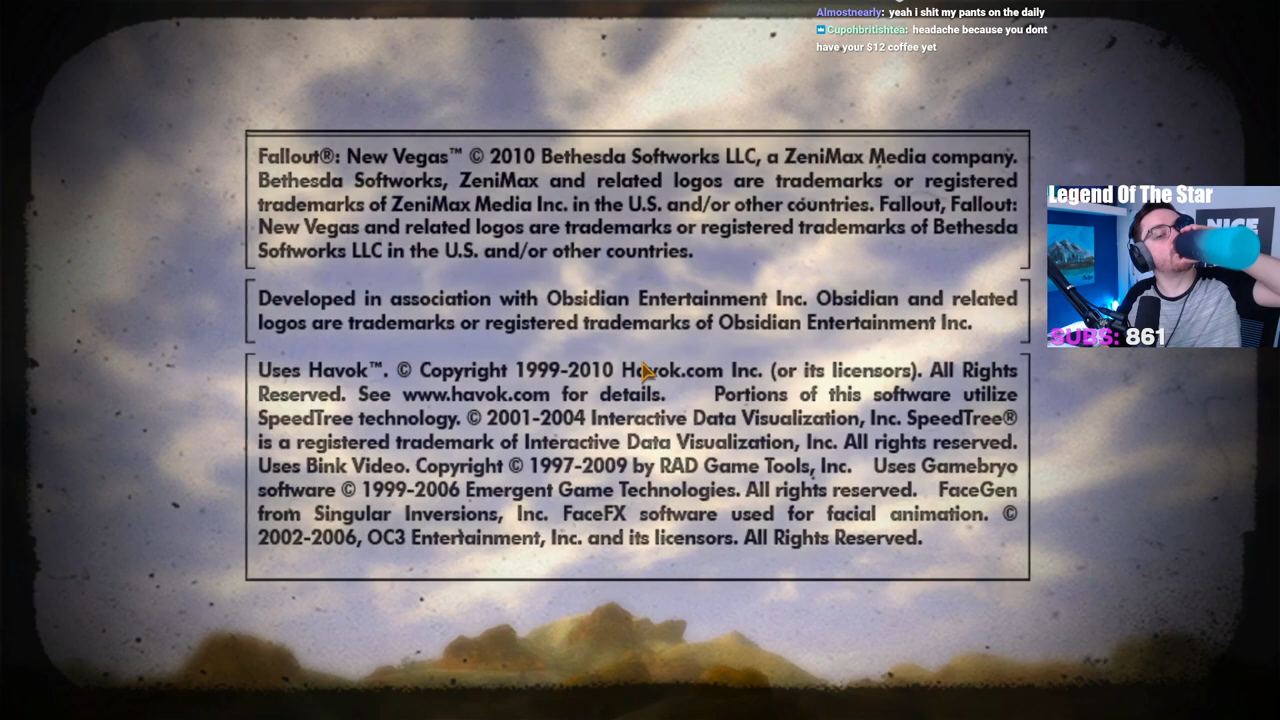 Almostnearly: yeah i shit my pants on the daily
Cupohbritishtea: headache because you dont
have your $12 coffee yet
Fallout®: New Vegas™ © 2010 Bethesda Softworks LLC, a ZeniMax Media company.
Bethesda Softworks, ZeniMax and related logos are trademarks or registered
trademarks of ZeniMax Media Inc. in the U.S. and/or other countries. Fallout, Fallout:
New Vegas and related logos are trademarks or registered trademarks of Bethesda
Softworks LLC in the U.S. and/or other countries.
Developed in association with Obsidian Entertainment Inc. Obsidian and related
logos are trademarks or registered trademarks of Obsidian Entertainment Inc.
Uses Havok™. © Copyright 1999-2010 Havok.com Inc. (or its licensors). All Rights
Reserved. See www.havok.com for details. Portions of this software utilize
SpeedTree technology. © 2001-2004 Interactive Data Visualization, Inc. SpeedTree®
is a registered trademark of Interactive Data Visualization, Inc. All rights reserved.
Uses Bink Video. Copyright © 1997-2009 by RAD Game Tools, Inc. Uses Gamebryo
software © 1999-2006 Emergent Game Technologies. All rights reserved. FaceGen
from Singular Inversions, Inc. FaceFX software used for facial animation. ©
2002-2006, OC3 Entertainment, Inc. and its licensors. All Rights Reserved.
Legend Of The Star
NICE
SUBS: 861